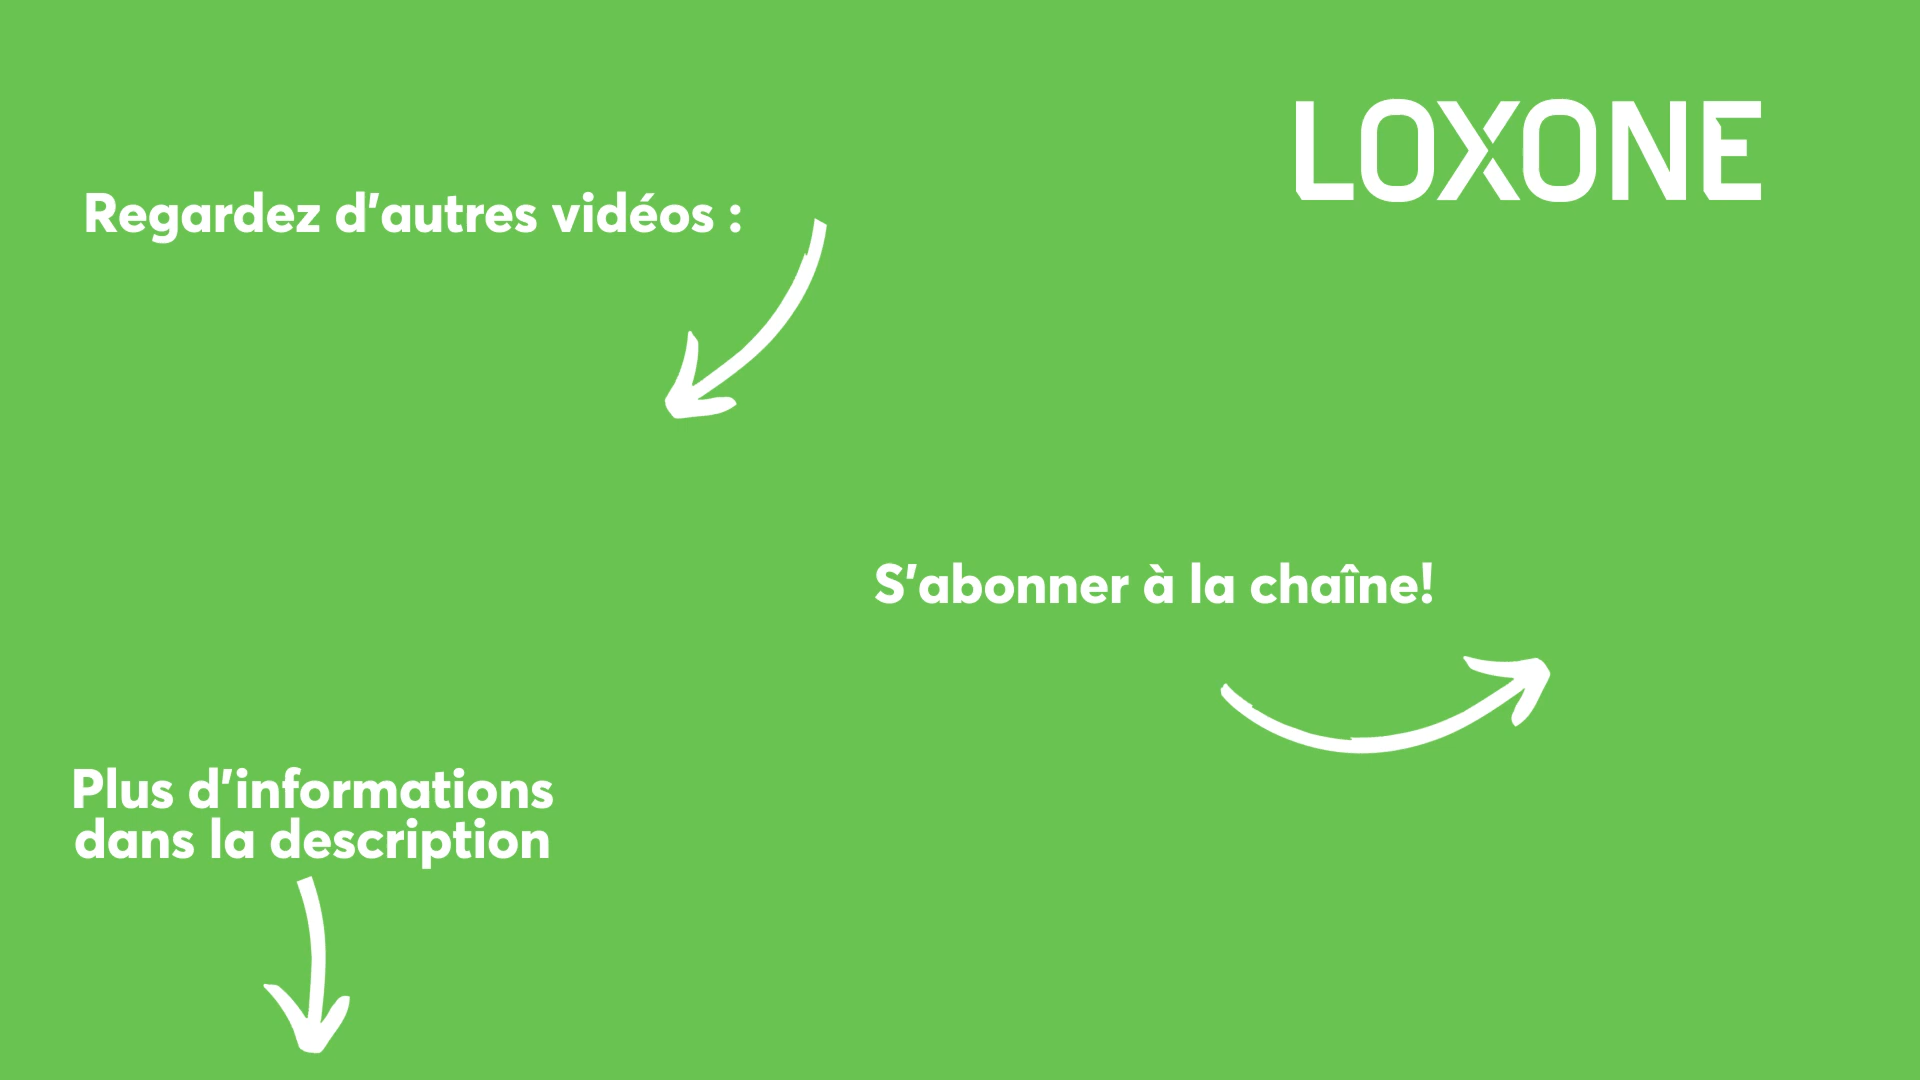 LOXONE
Regardez d'autres vidéos :
S'abonner à la chaîne!
Plus d'informations
dans la description